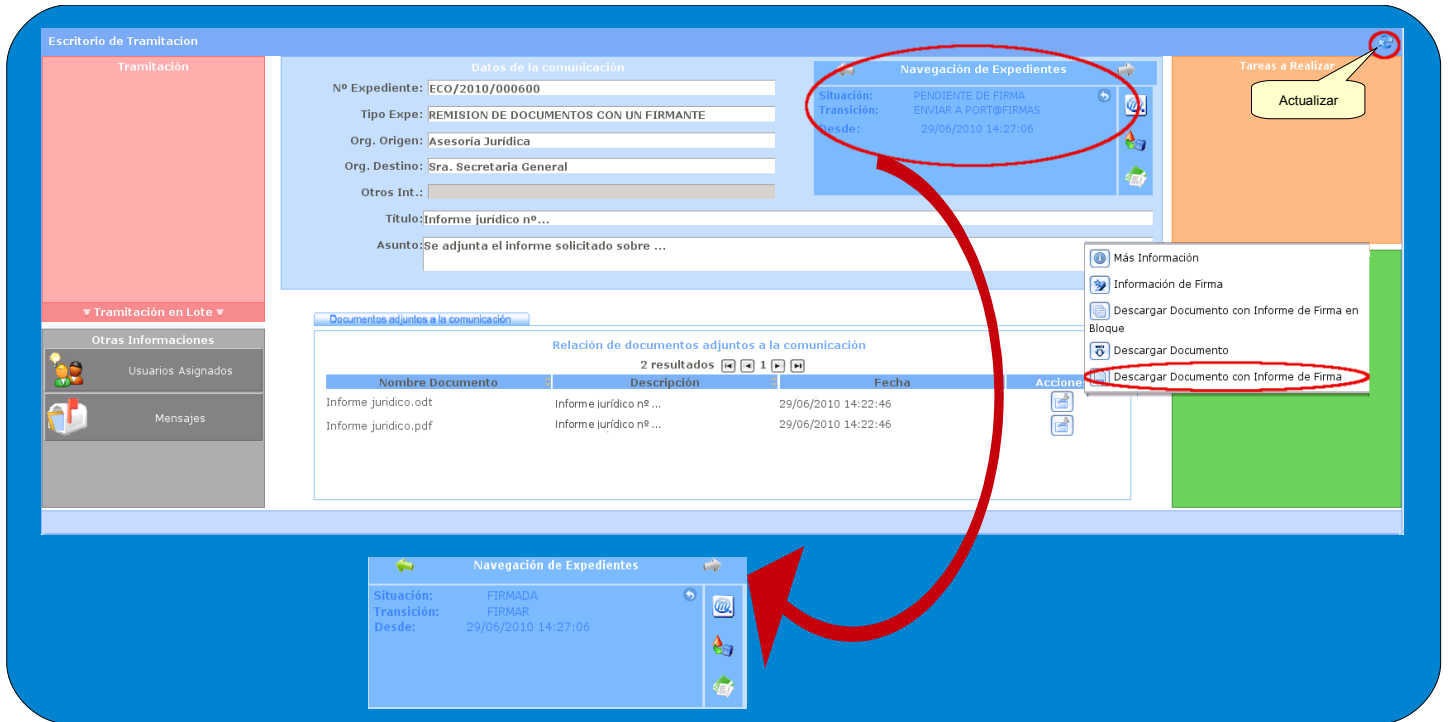 Escritorio de Tramitacion
Tramitación
Datos de la comunicación
Nº Expediente: ECO/2010/000600
Tipo Expe: REMISION DE DOCUMENTOS CON UN FIRMANTE
Org. Origen: Asesoría Jurídica
Org. Destino: Sra. Secretaria General
Otros Int.:
Título: Informe jurídico nº...
Asunto: Se adjunta el informe solicitado sobre ...
Navegación de Expedientes
Situación: PENDIENTE DE FIRMA
Transición: ENVIAR A PORT@FIRMAS
Desde: 29/06/2010 14:27:06
Tareas a Realizar
Actualizar
Más Información
Información de Firma
Descargar Documento con Informe de Firma en
Bloque
Descargar Documento
Descargar Documento con Informe de Firma
▼ Tramitación en Lote ▼
Otras Informaciones
Usuarios Asignados
Mensajes
Documentos adjuntos a la comunicación
Relación de documentos adjuntos a la comunicación
2 resultados 1
Nombre Documento Descripción Fecha Accione
Informe juridico.odt Informe jurídico nº ... 29/06/2010 14:22:46
Informe juridico.pdf Informe jurídico nº ... 29/06/2010 14:22:46
Navegación de Expedientes
Situación: FIRMADA
Transición: FIRMAR
Desde: 29/06/2010 14:27:06